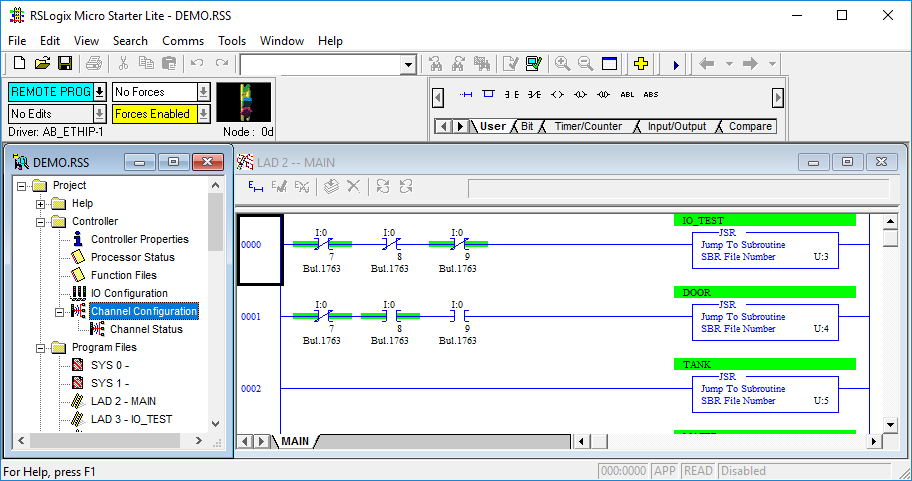 RSLogix Micro Starter Lite - DEMO.RSS
File Edit View Search Comms Tools Window Help
REMOTE PROG No Forces
No Edits Forces Enabled
Driver: AB_ETHIP-1 Node : 0d
ABL ABS
User Bit Timer/Counter Input/Output Compare
DEMO.RSS
Project
Help
Controller
Controller Properties
Processor Status
Function Files
IO Configuration
Channel Configuration
Channel Status
Program Files
SYS 0 -
SYS 1 -
LAD 2 - MAIN
LAD 3 - IO_TEST
LAD 2 -- MAIN
IO_TEST
0000 I:0 I:0 I:0 JSR
7 8 9 Jump To Subroutine
Bul.1763 Bul.1763 Bul.1763 SBR File Number U:3
DOOR
0001 I:0 I:0 I:0 JSR
7 8 9 Jump To Subroutine
Bul.1763 Bul.1763 Bul.1763 SBR File Number U:4
TANK
0002 JSR
Jump To Subroutine
SBR File Number U:5
MAIN
For Help, press F1 000:0000 APP READ Disabled